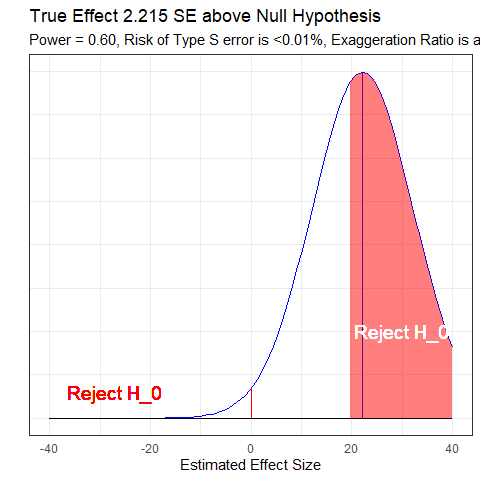 True Effect 2.215 SE above Null Hypothesis
Power = 0.60, Risk of Type S error is <0.01%, Exaggeration Ratio is a
Reject H_0
Reject H_0
-40 -20 0 20 40
Estimated Effect Size